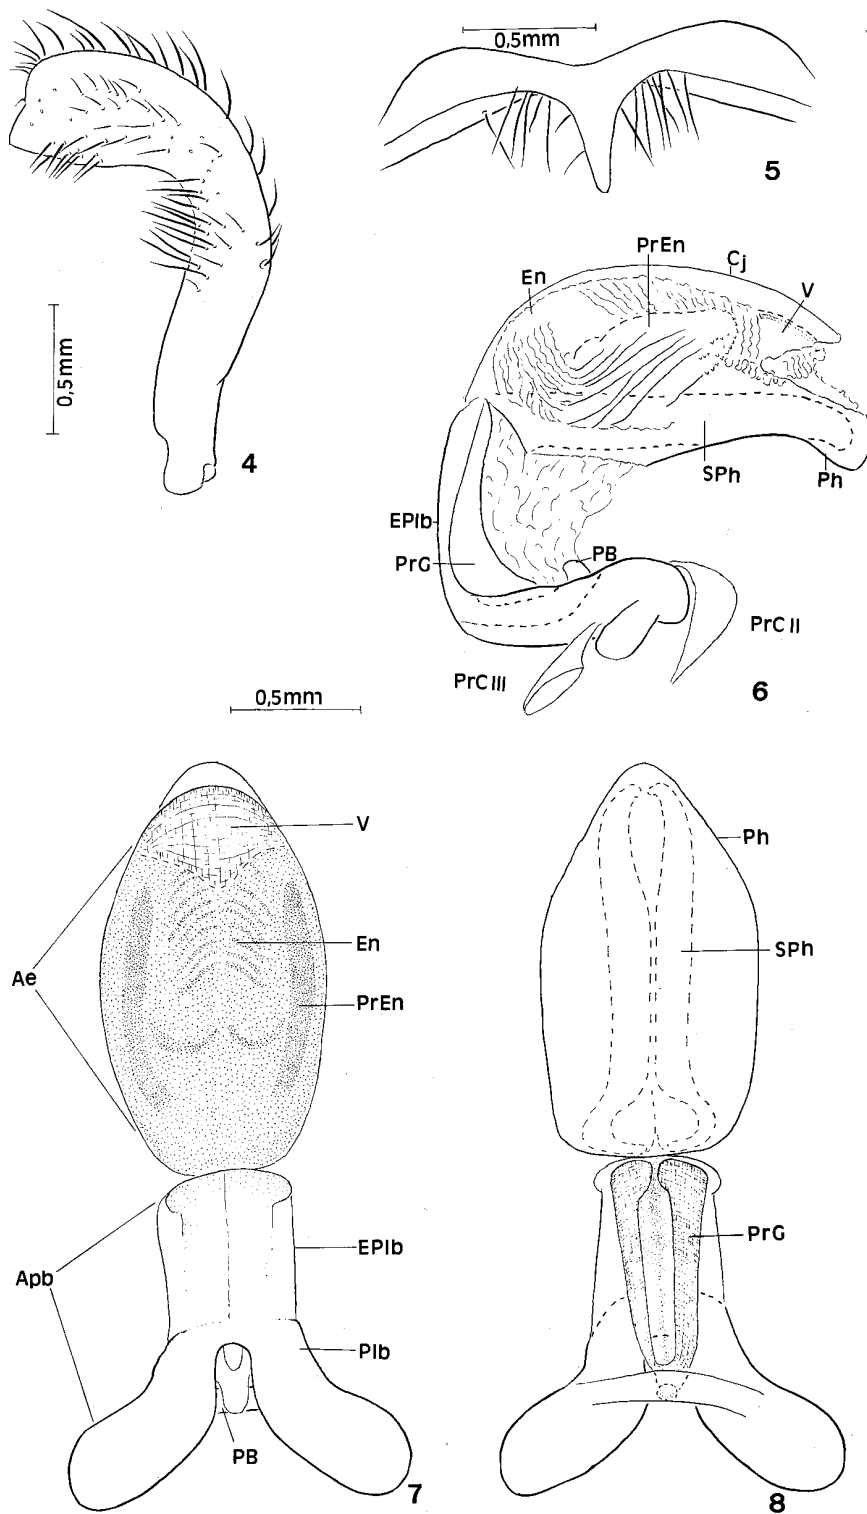 0,5mm
4
0,5mm
5
En
PrEn
Cj
V
SPh
Ph
EPlb
PrG
PB
PrC II
PrC III
6
0,5mm
V
En
PrEn
Ae
EPlb
Apb
Plb
PB
7
Ph
SPh
PrG
8